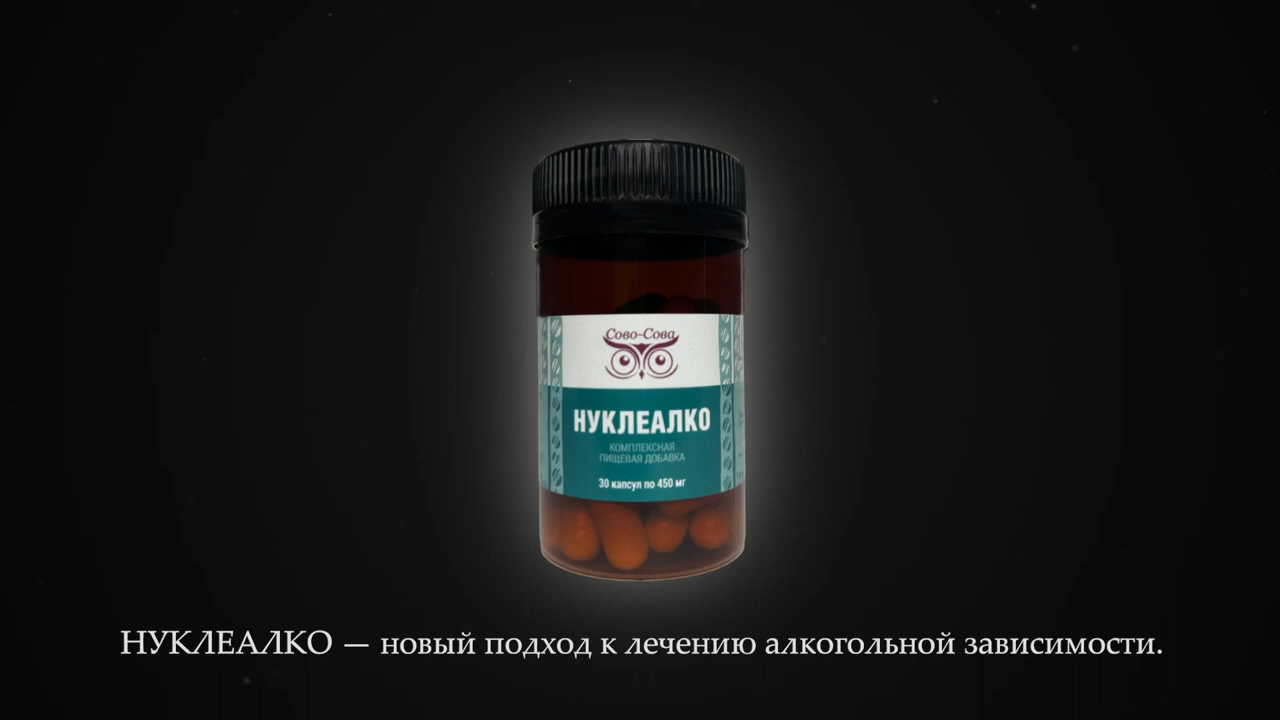 Сово-Сова
НУКЛЕАЛКО
КОМПЛЕКСНАЯ
ПИЩЕВАЯ ДОБАВКА
30 капсул по 450 мг
НУКЛЕАЛКО — новый подход к лечению алкогольной зависимости.